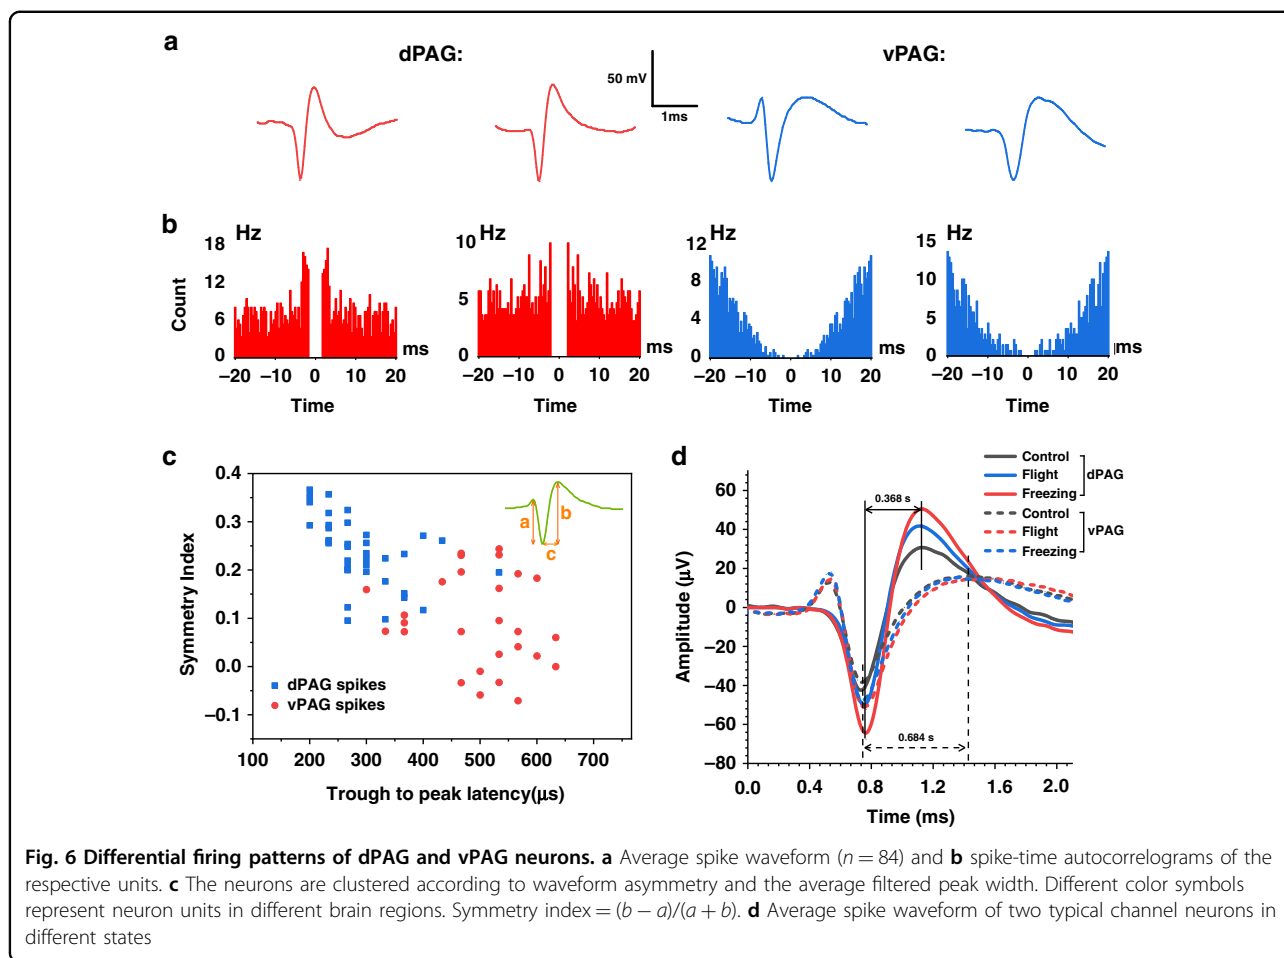 a
dPAG:
vPAG:
50 mV
1ms
b
Hz
18
12
6
0
Count
ms
−20 −10 0 10 20
Time
Hz
10
5
0
ms
−20 −10 0 10 20
Time
Hz
12
8
4
0
ms
−20 −10 0 10 20
Time
Hz
15
10
5
0
ms
−20 −10 0 10 20
Time
c
0.4
0.3
0.2
0.1
0.0
−0.1
Symmetry Index
a
b
c
dPAG spikes
vPAG spikes
100 200 300 400 500 600 700
Trough to peak latency(μs)
d
Control
Flight
Freezing
dPAG
Control
Flight
Freezing
vPAG
60
40
20
0
−20
−40
−60
−80
Amplitude (μV)
0.368 s
0.684 s
0.0 0.4 0.8 1.2 1.6 2.0
Time (ms)
Fig. 6 Differential firing patterns of dPAG and vPAG neurons. a Average spike waveform (n = 84) and b spike-time autocorrelograms of the
respective units. c The neurons are clustered according to waveform asymmetry and the average filtered peak width. Different color symbols
represent neuron units in different brain regions. Symmetry index = (b − a)/(a + b). d Average spike waveform of two typical channel neurons in
different states